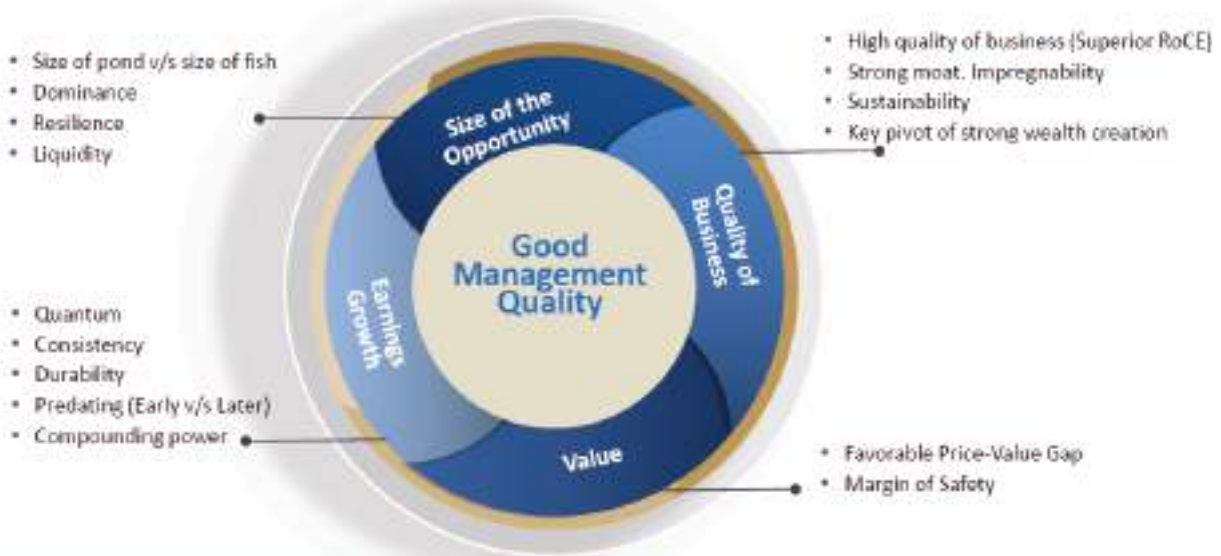 • Size of pond v/s size of fish
• Dominance
• Resilience
• Liquidity
• High quality of business (Superior RoCE)
• Strong moat. Impregnability
• Sustainability
• Key pivot of strong wealth creation
Size of the
Opportunity
Quality of
Business
Good
Management
Quality
Earnings
Growth
Value
• Quantum
• Consistency
• Durability
• Predating (Early v/s Later)
• Compounding power
• Favorable Price-Value Gap
• Margin of Safety